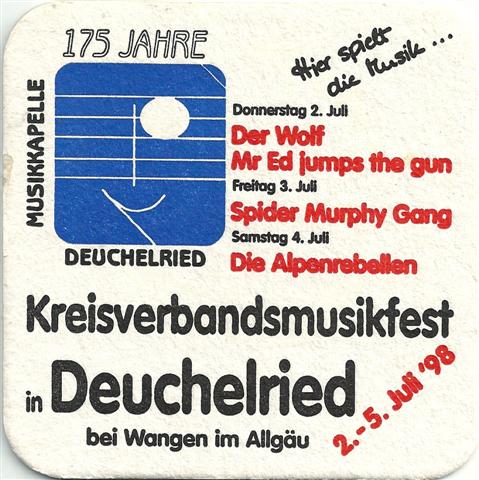 175 JAHRE
MUSIKKAPELLE
DEUCHELRIED
Hier spielt
die Musik ...
Donnerstag 2. Juli
Der Wolf
Mr Ed jumps the gun
Freitag 3. Juli
Spider Murphy Gang
Samstag 4. Juli
Die Alpenrebellen
Kreisverbandsmusikfest
in Deuchelried
bei Wangen im Allgäu
2.-5. Juli '98